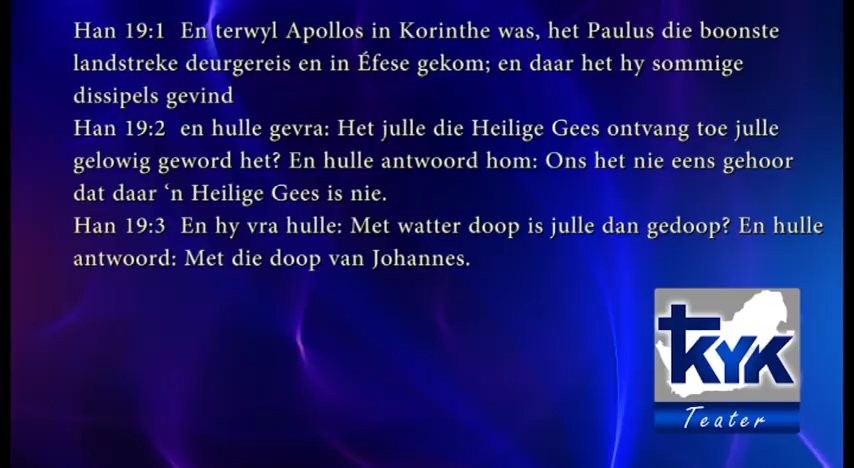 Han 19:1 En terwyl Apollos in Korinthe was, het Paulus die boonste
landstreke deurgereis en in Éfese gekom; en daar het hy sommige
dissipels gevind
Han 19:2 en hulle gevra: Het julle die Heilige Gees ontvang toe julle
gelowig geword het? En hulle antwoord hom: Ons het nie eens gehoor
dat daar ‘n Heilige Gees is nie.
Han 19:3 En hy vra hulle: Met watter doop is julle dan gedoop? En hulle
antwoord: Met die doop van Johannes.
KYK
Teater